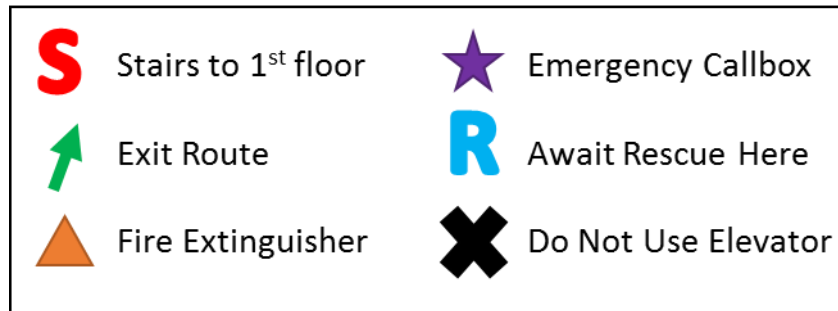 S Stairs to 1st floor
Exit Route
Fire Extinguisher
Emergency Callbox
R Await Rescue Here
Do Not Use Elevator